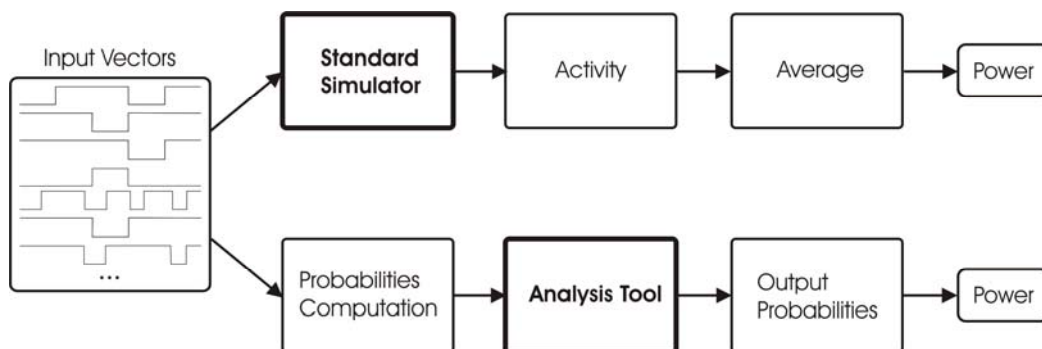 Input Vectors
...
Standard
Simulator
Activity
Average
Power
Probabilities
Computation
Analysis Tool
Output
Probabilities
Power